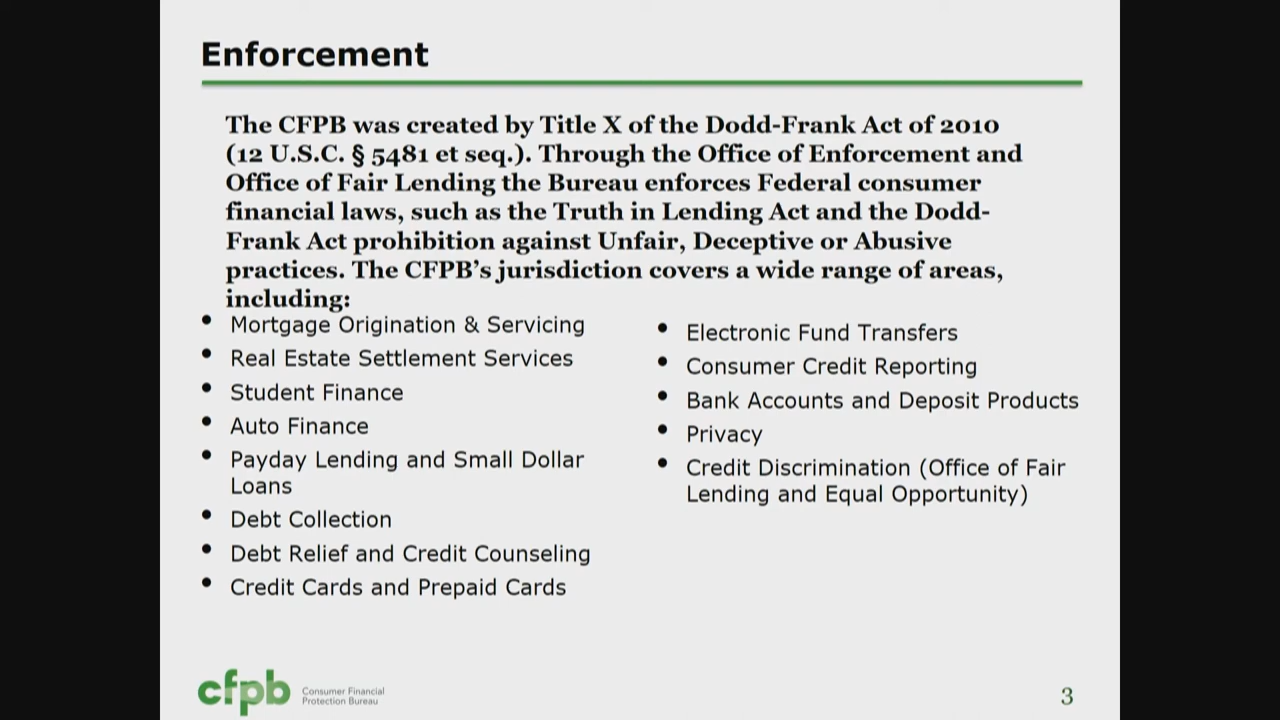 Enforcement
The CFPB was created by Title X of the Dodd-Frank Act of 2010
(12 U.S.C. § 5481 et seq.). Through the Office of Enforcement and
Office of Fair Lending the Bureau enforces Federal consumer
financial laws, such as the Truth in Lending Act and the Dodd-
Frank Act prohibition against Unfair, Deceptive or Abusive
practices. The CFPB’s jurisdiction covers a wide range of areas,
including:
• Mortgage Origination & Servicing
• Real Estate Settlement Services
• Student Finance
• Auto Finance
• Payday Lending and Small Dollar
Loans
• Debt Collection
• Debt Relief and Credit Counseling
• Credit Cards and Prepaid Cards
• Electronic Fund Transfers
• Consumer Credit Reporting
• Bank Accounts and Deposit Products
• Privacy
• Credit Discrimination (Office of Fair
Lending and Equal Opportunity)
cfpb
Consumer Financial
Protection Bureau
3